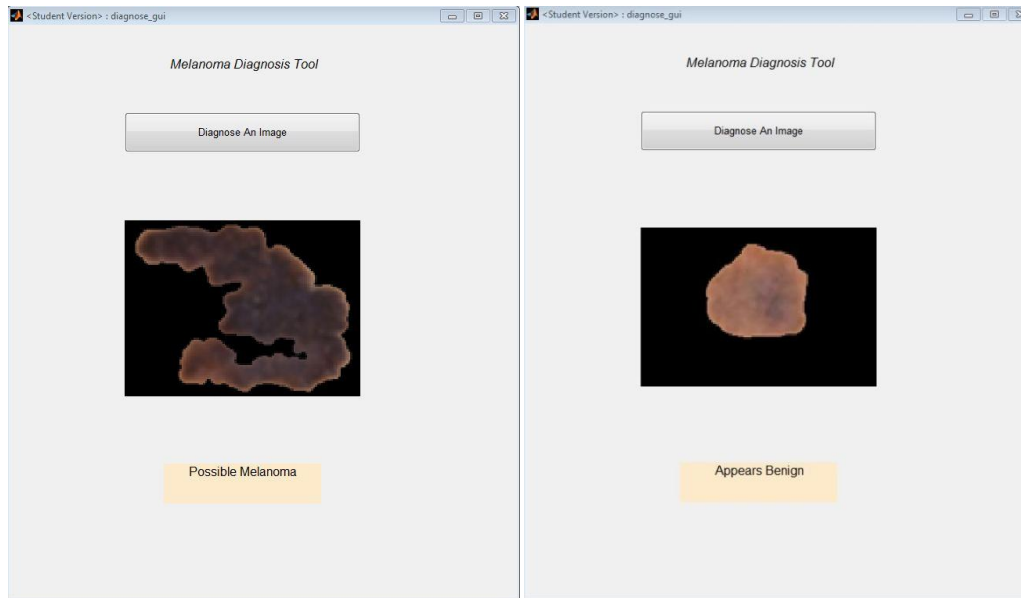 <Student Version> : diagnose_gui
Melanoma Diagnosis Tool
Diagnose An Image
Possible Melanoma
<Student Version> : diagnose_gui
Melanoma Diagnosis Tool
Diagnose An Image
Appears Benign